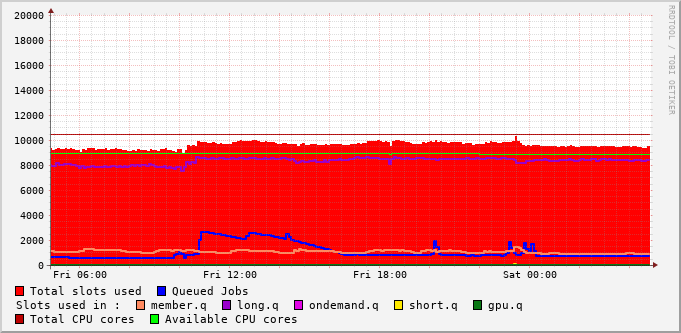 RRDTOOL / TOBI OETIKER
20000
18000
16000
14000
12000
10000
8000
6000
4000
2000
0
Fri 06:00 Fri 12:00 Fri 18:00 Sat 00:00
Total slots used Queued Jobs
Slots used in : member.q long.q ondemand.q short.q gpu.q
Total CPU cores Available CPU cores